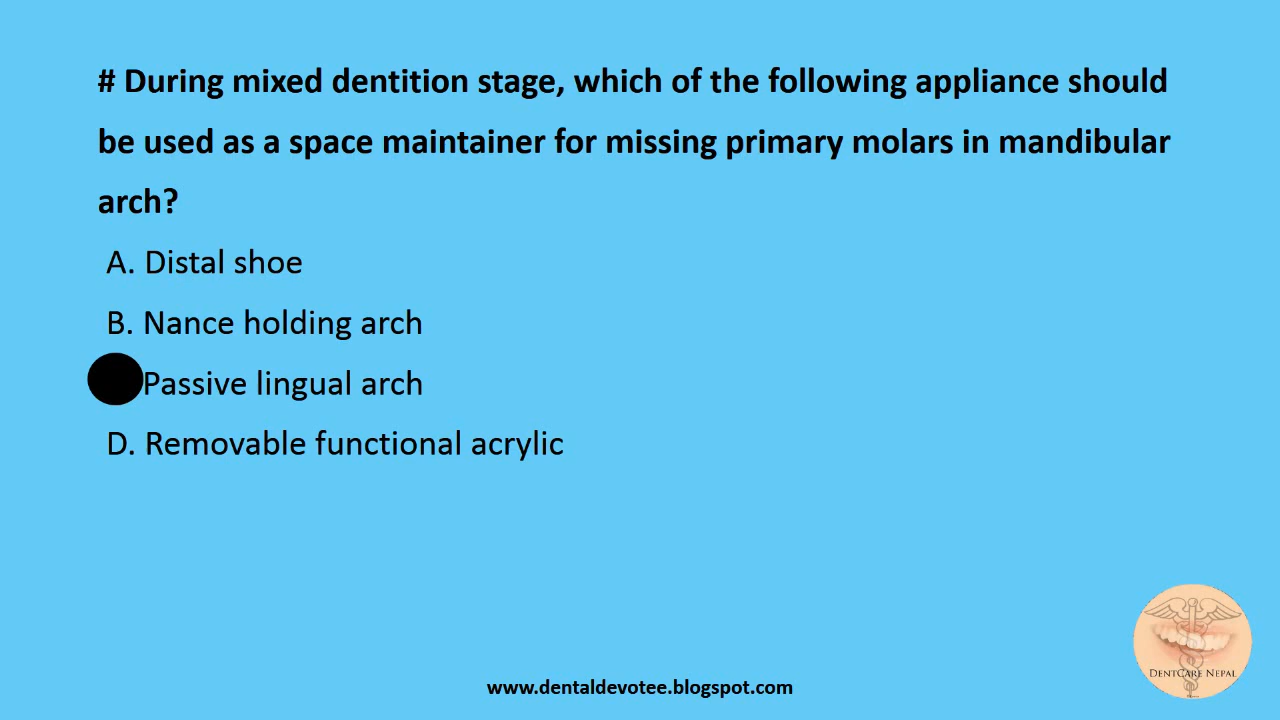 # During mixed dentition stage, which of the following appliance should
be used as a space maintainer for missing primary molars in mandibular
arch?
A. Distal shoe
B. Nance holding arch
Passive lingual arch
D. Removable functional acrylic
DentCare Nepal
www.dentaldevotee.blogspot.com